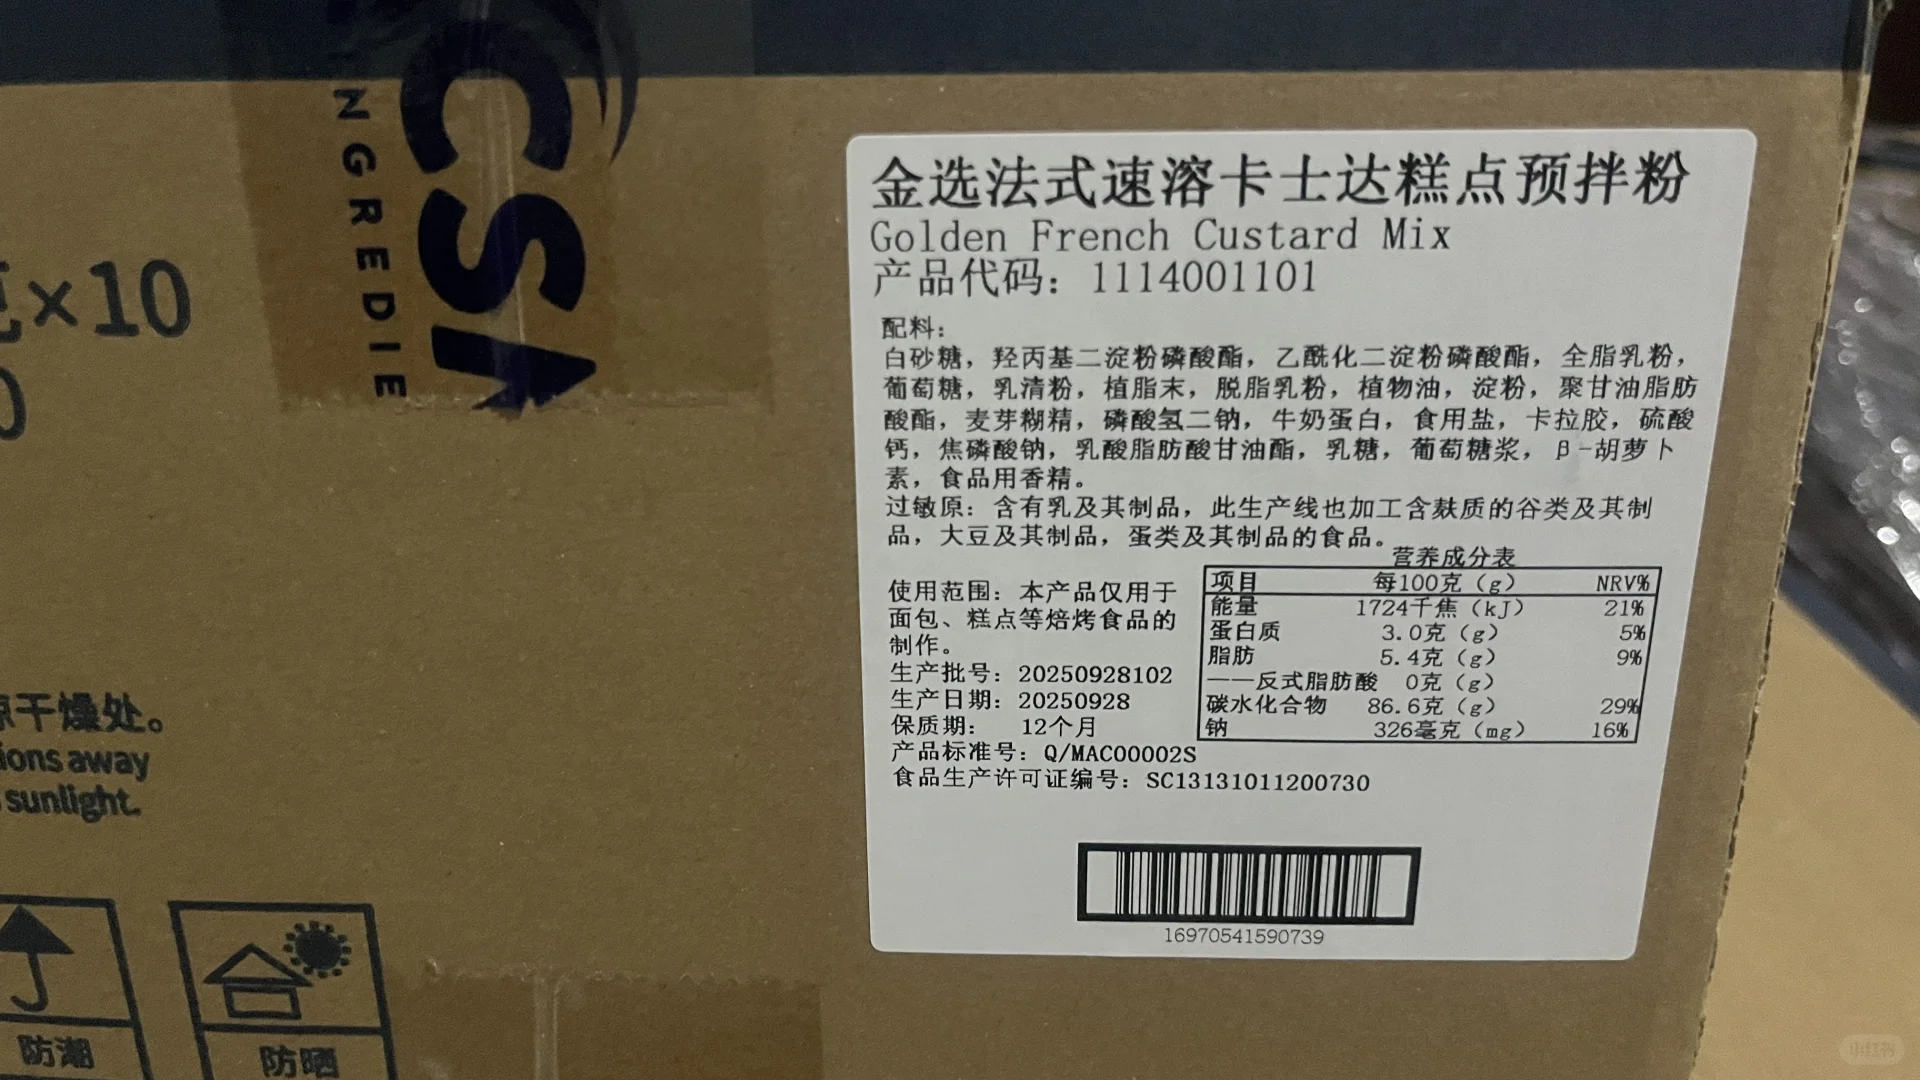 CSA
INGREDIE
×10
凉干燥处。
ions away
sunlight.
防潮
防晒
金选法式速溶卡士达糕点预拌粉
Golden French Custard Mix
产品代码：1114001101
配料：
白砂糖，羟丙基二淀粉磷酸酯，乙酰化二淀粉磷酸酯，全脂乳粉，
葡萄糖，乳清粉，植脂末，脱脂乳粉，植物油，淀粉，聚甘油脂肪
酸酯，麦芽糊精，磷酸氢二钠，牛奶蛋白，食用盐，卡拉胶，硫酸
钙，焦磷酸钠，乳酸脂肪酸甘油酯，乳糖，葡萄糖浆，β-胡萝卜
素，食品用香精。
过敏原：含有乳及其制品，此生产线也加工含麸质的谷类及其制
品，大豆及其制品，蛋类及其制品的食品。
使用范围：本产品仅用于
面包、糕点等焙烤食品的
制作。
生产批号：20250928102
生产日期：20250928
保质期： 12个月
产品标准号：Q/MAC00002S
食品生产许可证编号：SC13131011200730
营养成分表
项目 每100克（g） NRV%
能量 1724千焦（kJ） 21%
蛋白质 3.0克（g） 5%
脂肪 5.4克（g） 9%
——反式脂肪酸 0克（g）
碳水化合物 86.6克（g） 29%
钠 326毫克（mg） 16%
16970541590739
小红书